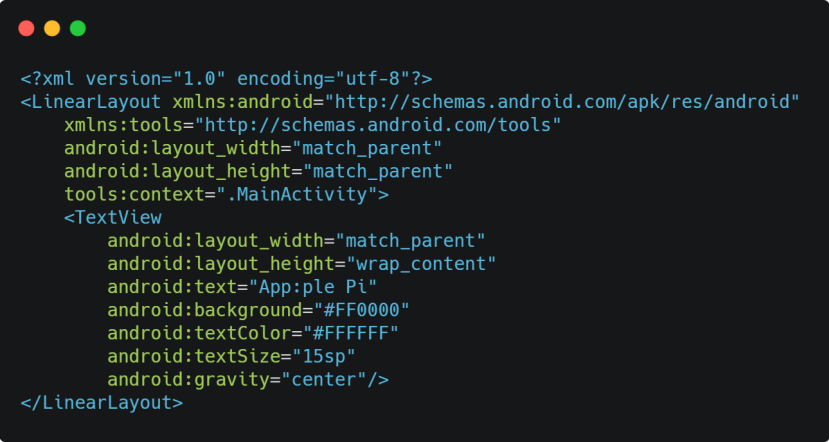 <?xml version="1.0" encoding="utf-8"?>
<LinearLayout xmlns:android="http://schemas.android.com/apk/res/android"
    xmlns:tools="http://schemas.android.com/tools"
    android:layout_width="match_parent"
    android:layout_height="match_parent"
    tools:context=".MainActivity">
    <TextView
        android:layout_width="match_parent"
        android:layout_height="wrap_content"
        android:text="App:ple Pi"
        android:background="#FF0000"
        android:textColor="#FFFFFF"
        android:textSize="15sp"
        android:gravity="center"/>
</LinearLayout>